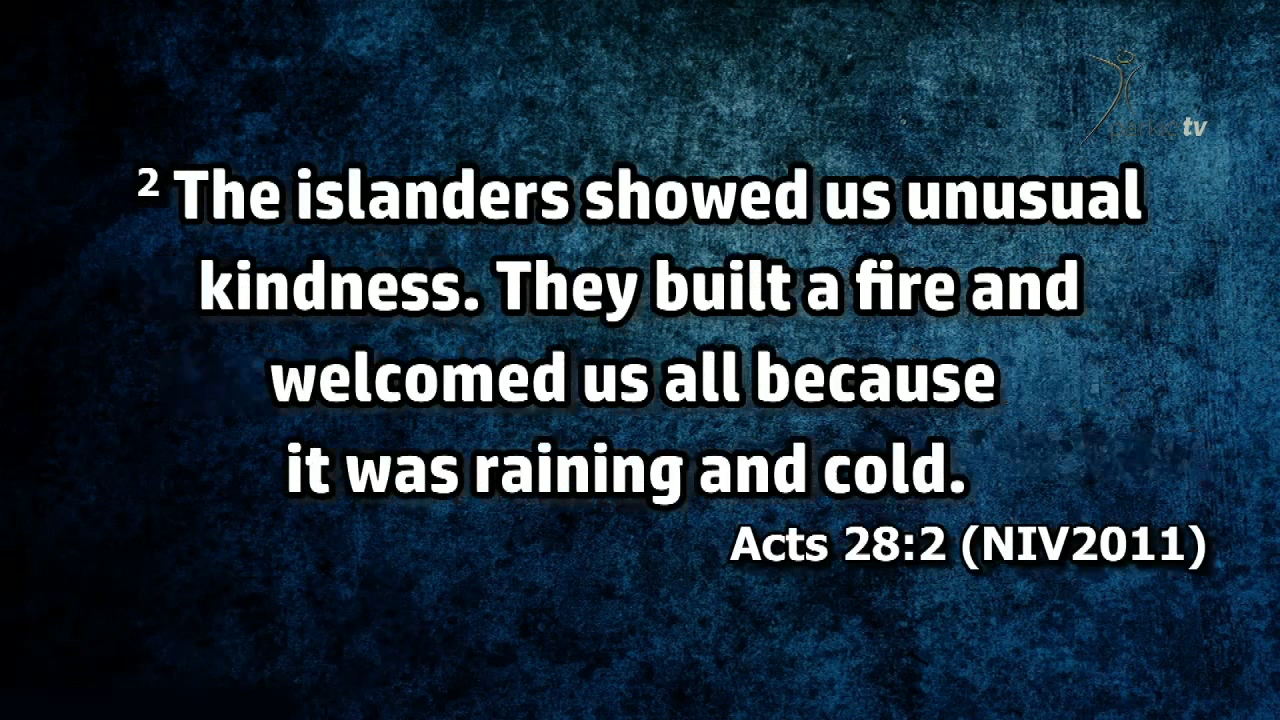 tv
² The islanders showed us unusual
kindness. They built a fire and
welcomed us all because
it was raining and cold.
Acts 28:2 (NIV2011)